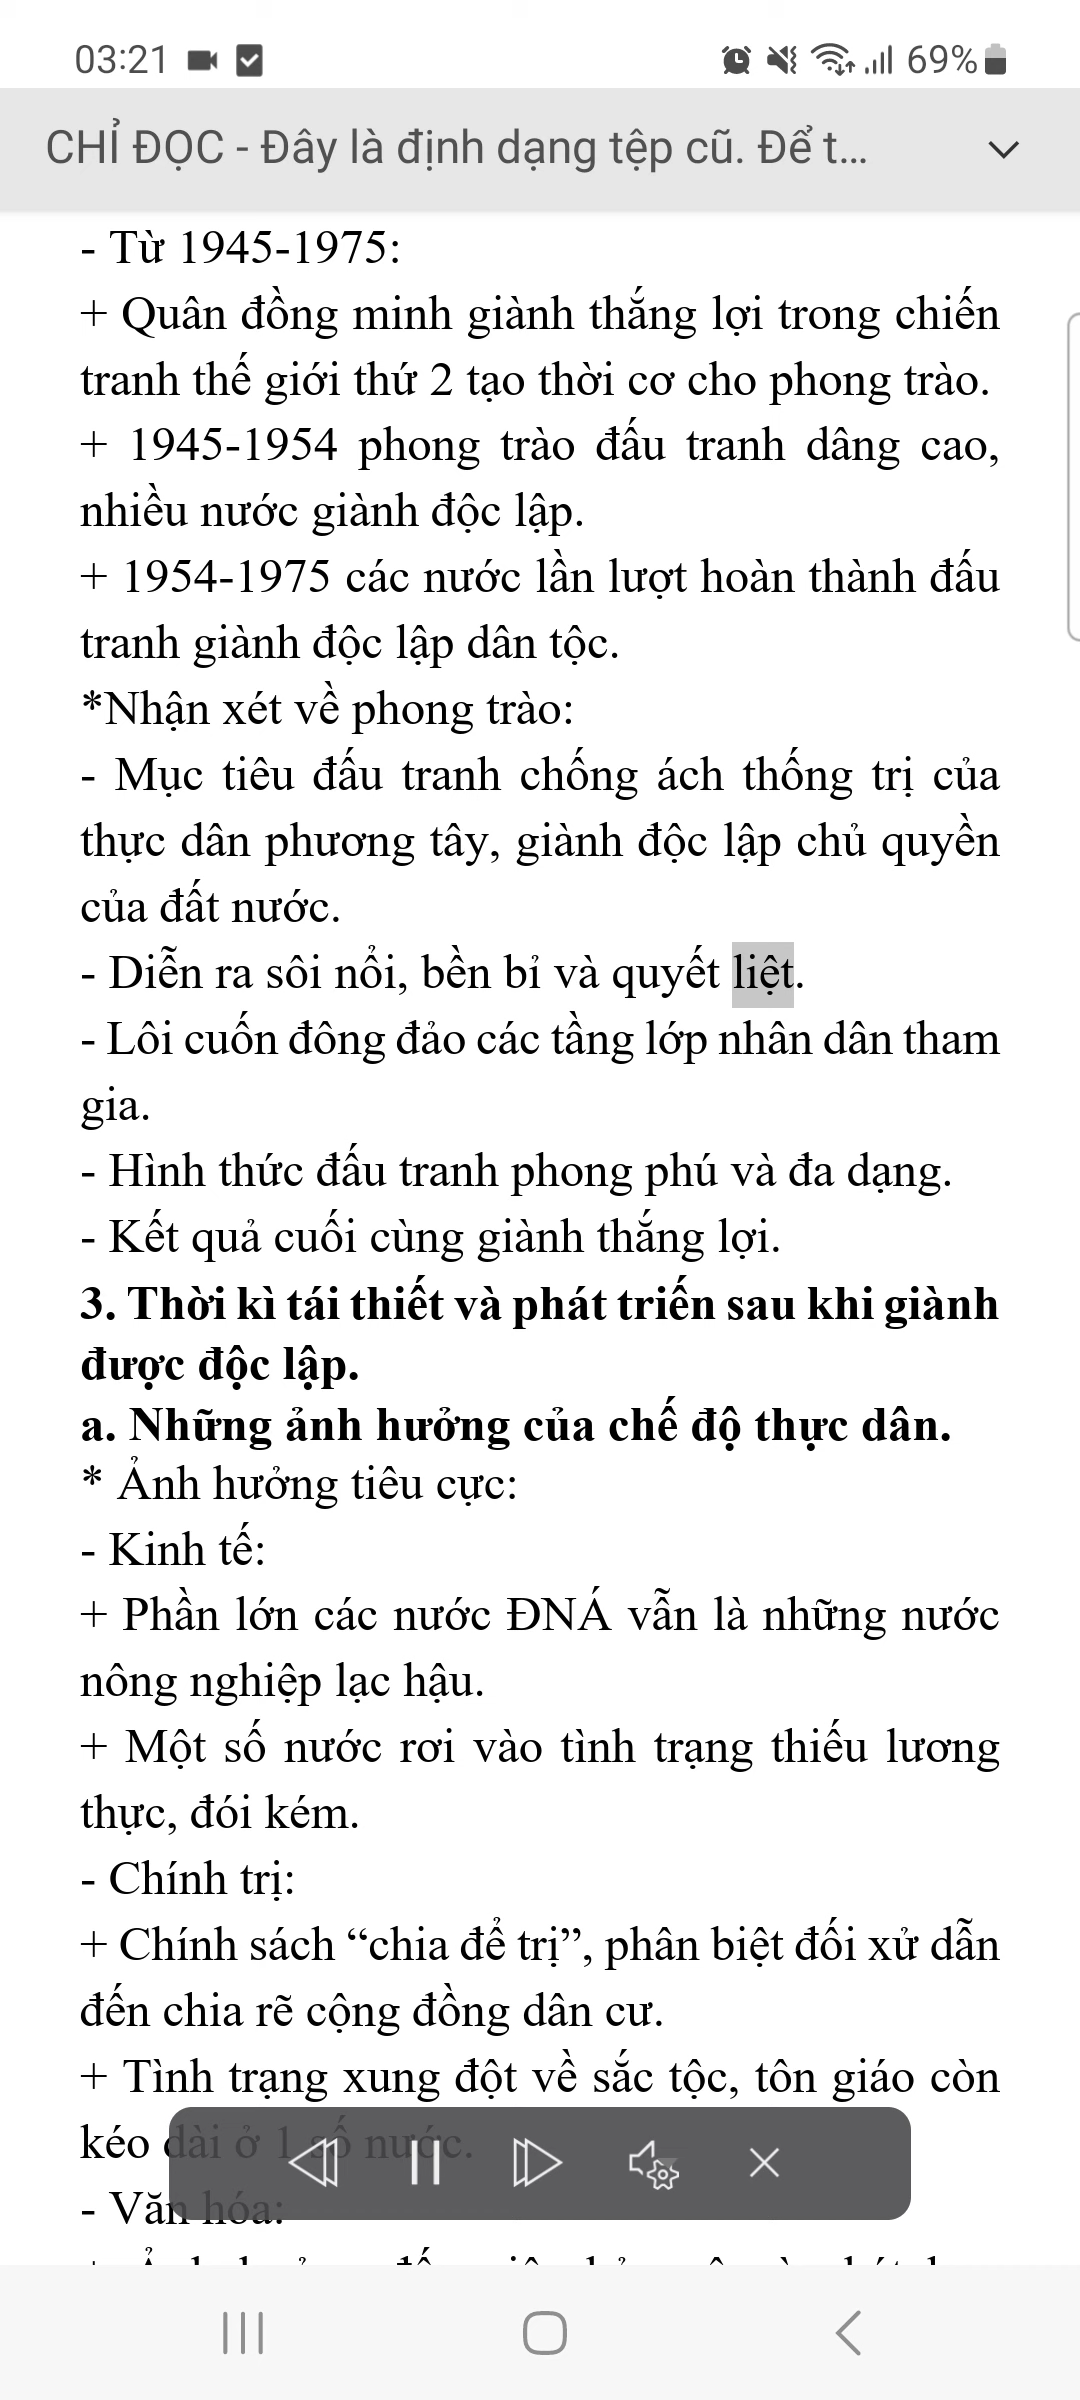 03:21
69%
CHỈ ĐỌC - Đây là định dạng tệp cũ. Để t...
- Từ 1945-1975:
+ Quân đồng minh giành thắng lợi trong chiến
tranh thế giới thứ 2 tạo thời cơ cho phong trào.
+ 1945-1954 phong trào đấu tranh dâng cao,
nhiều nước giành độc lập.
+ 1954-1975 các nước lần lượt hoàn thành đấu
tranh giành độc lập dân tộc.
*Nhận xét về phong trào:
- Mục tiêu đấu tranh chống ách thống trị của
thực dân phương tây, giành độc lập chủ quyền
của đất nước.
- Diễn ra sôi nổi, bền bỉ và quyết liệt.
- Lôi cuốn đông đảo các tầng lớp nhân dân tham
gia.
- Hình thức đấu tranh phong phú và đa dạng.
- Kết quả cuối cùng giành thắng lợi.
3. Thời kì tái thiết và phát triển sau khi giành
được độc lập.
a. Những ảnh hưởng của chế độ thực dân.
* Ảnh hưởng tiêu cực:
- Kinh tế:
+ Phần lớn các nước ĐNÁ vẫn là những nước
nông nghiệp lạc hậu.
+ Một số nước rơi vào tình trạng thiếu lương
thực, đói kém.
- Chính trị:
+ Chính sách “chia để trị”, phân biệt đối xử dẫn
đến chia rẽ cộng đồng dân cư.
+ Tình trạng xung đột về sắc tộc, tôn giáo còn
kéo dài ở 1 số nước.
- Văn hóa: